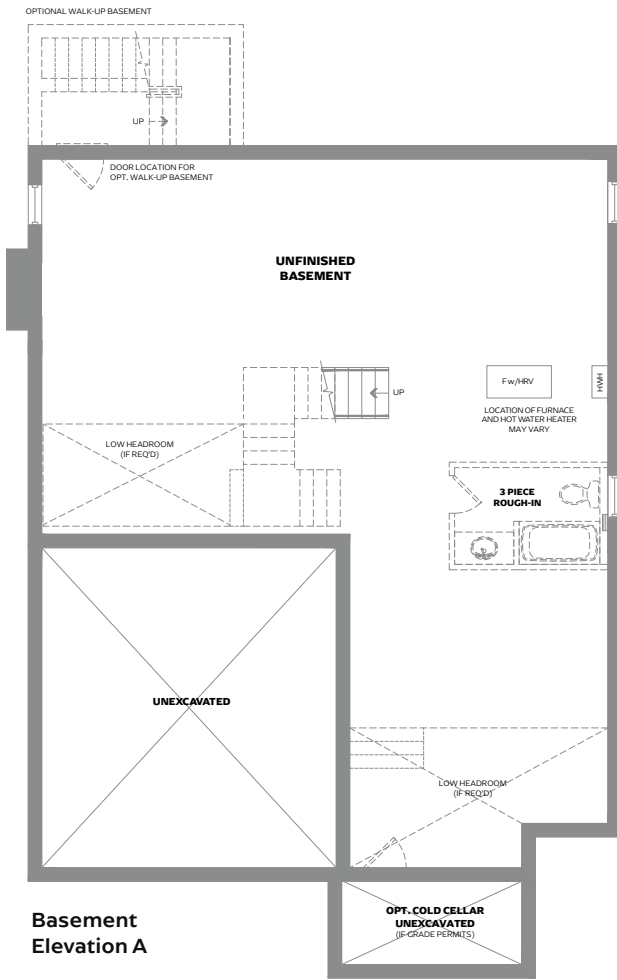 OPTIONAL WALK-UP BASEMENT
UP
DOOR LOCATION FOR
OPT. WALK-UP BASEMENT
UNFINISHED
BASEMENT
Fw/HRV
HWH
UP
LOCATION OF FURNACE
AND HOT WATER HEATER
MAY VARY
LOW HEADROOM
(IF REQ'D)
3 PIECE
ROUGH-IN
UNEXCAVATED
LOW HEADROOM
(IF REQ'D)
OPT. COLD CELLAR
UNEXCAVATED
(IF GRADE PERMITS)
Basement
Elevation A